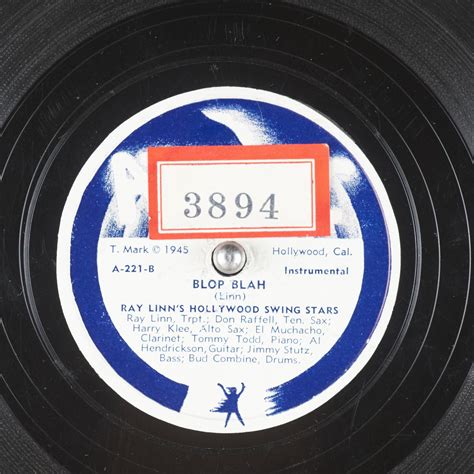 3894
T. Mark © 1945 Hollywood, Cal.
A-221-B Instrumental
BLOP BLAH
(Linn)
RAY LINN'S HOLLYWOOD SWING STARS
Ray Linn, Trpt.; Don Raffell, Ten. Sax;
Harry Klee, Alto Sax; El Muchacho,
Clarinet; Tommy Todd, Piano; Al
Hendrickson, Guitar; Jimmy Stutz,
Bass; Bud Combine, Drums.